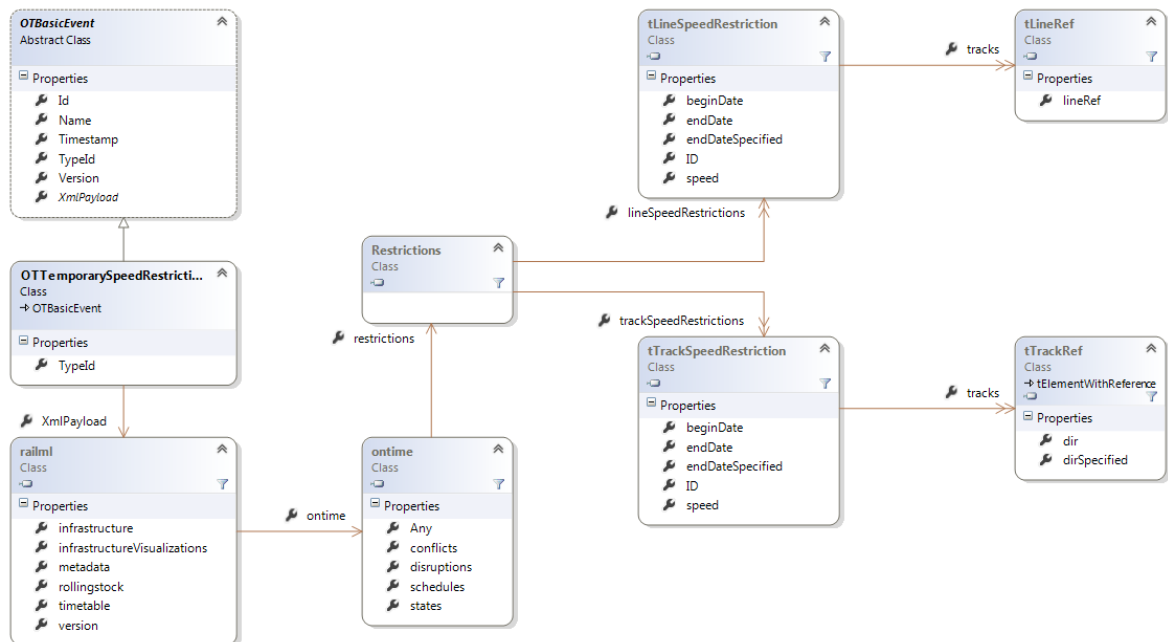 OTBasicEvent
Abstract Class
Properties
Id
Name
Timestamp
TypeId
Version
XmlPayload
OTTemporarySpeedRestricti...
Class
OTBasicEvent
Properties
TypeId
XmlPayload
railml
Class
Properties
infrastructure
infrastructureVisualizations
metadata
rollingstock
timetable
version
ontime
ontime
Class
Properties
Any
conflicts
disruptions
schedules
states
restrictions
Restrictions
Class
lineSpeedRestrictions
trackSpeedRestrictions
tLineSpeedRestriction
Class
Properties
beginDate
endDate
endDateSpecified
ID
speed
tracks
tLineRef
Class
Properties
lineRef
tTrackSpeedRestriction
Class
Properties
beginDate
endDate
endDateSpecified
ID
speed
tracks
tTrackRef
Class
tElementWithReference
Properties
dir
dirSpecified